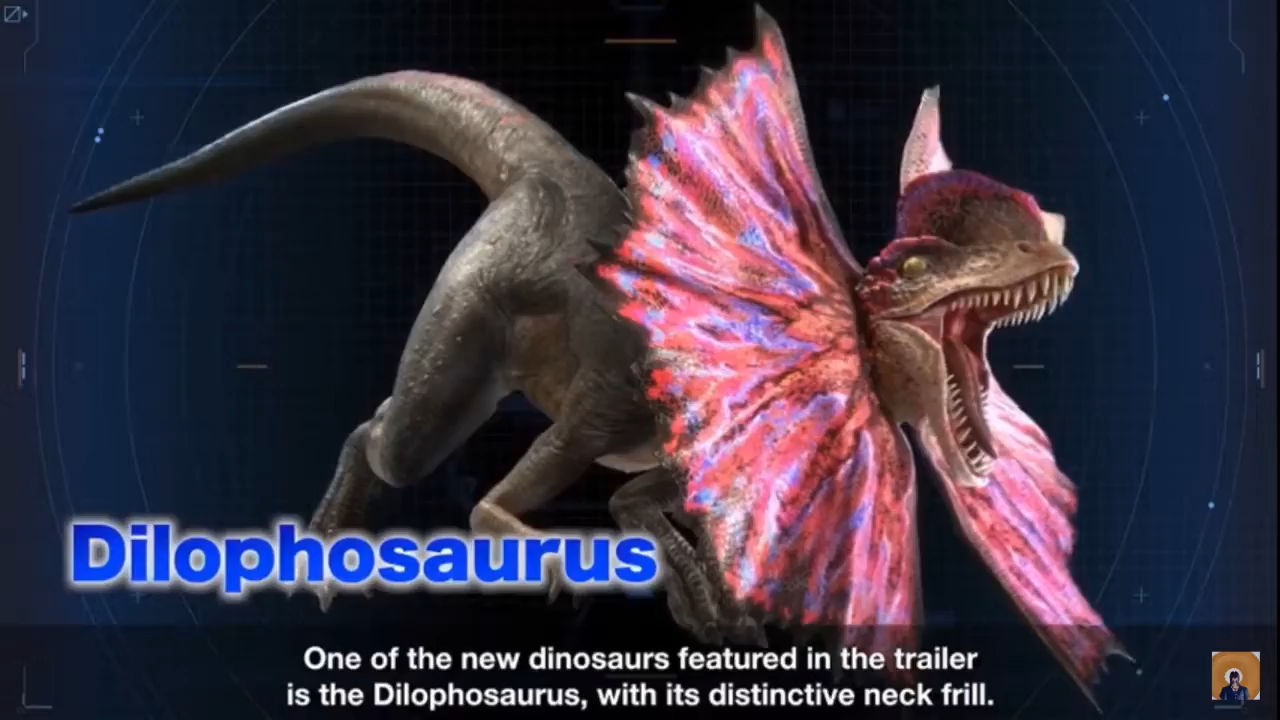 Dilophosaurus
One of the new dinosaurs featured in the trailer
is the Dilophosaurus, with its distinctive neck frill.